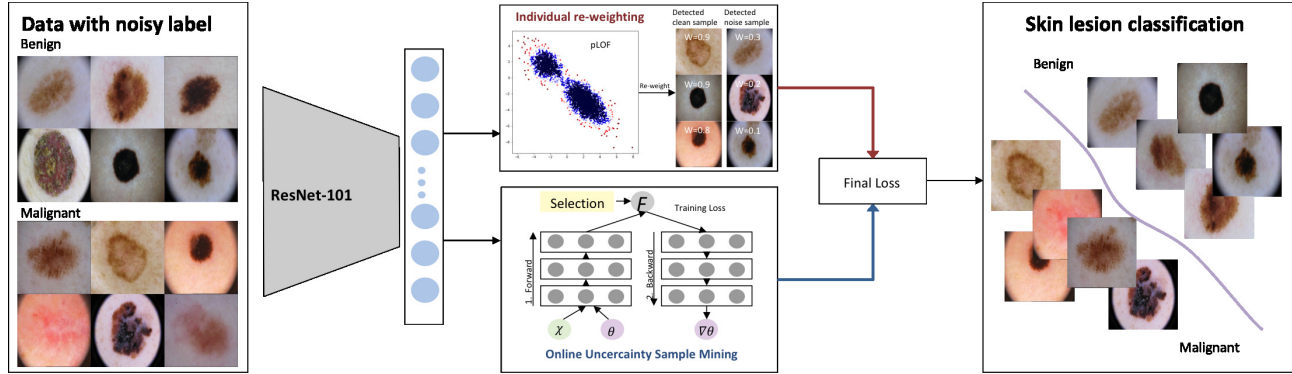 Data with noisy label
Benign
Malignant
ResNet-101
Individual re-weighting
pLOF
Re-weight
Detected clean sample
Detected noise sample
W=0.9
W=0.3
W=0.9
W=0.2
W=0.8
W=0.1
Selection
F
Training Loss
1. Forward
2. Backward
χ
θ
∇θ
Online Uncertainty Sample Mining
Final Loss
Skin lesion classification
Benign
Malignant